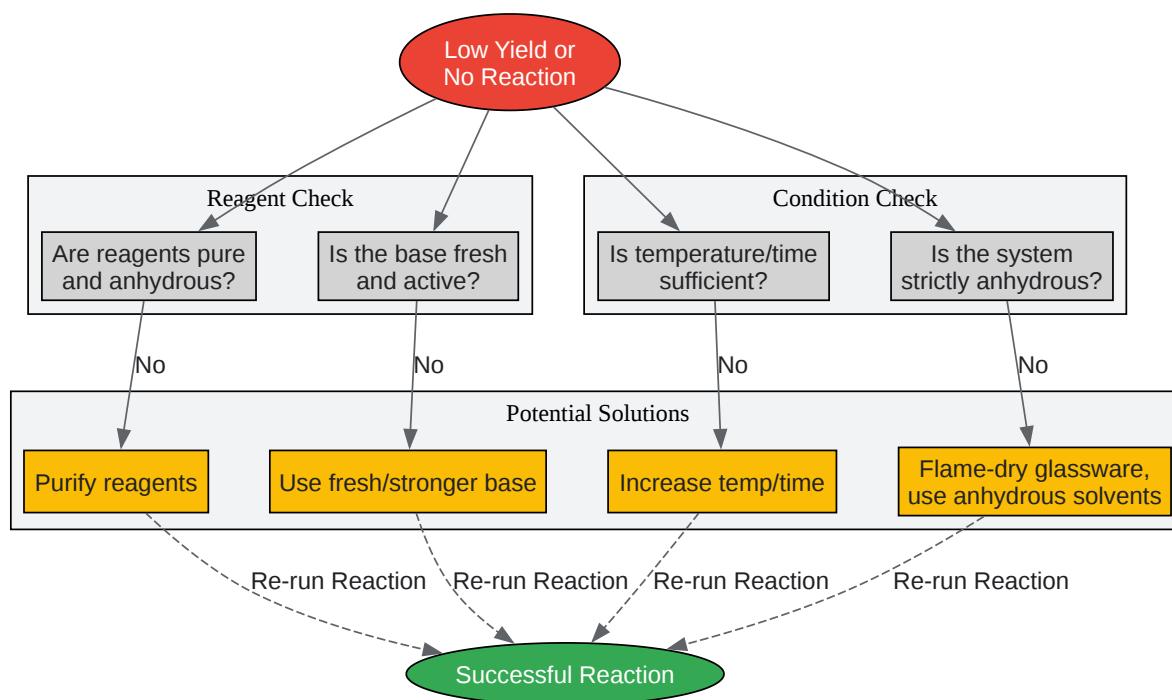 Low Yield or
No Reaction
Reagent Check
Condition Check
Are reagents pure
and anhydrous?
Is the base fresh
and active?
Is temperature/time
sufficient?
Is the system
strictly anhydrous?
No
No
No
No
Potential Solutions
Purify reagents
Use fresh/stronger base
Increase temp/time
Flame-dry glassware,
use anhydrous solvents
Re-run Reaction
Re-run Reaction
Re-run Reaction
Re-run Reaction
Successful Reaction